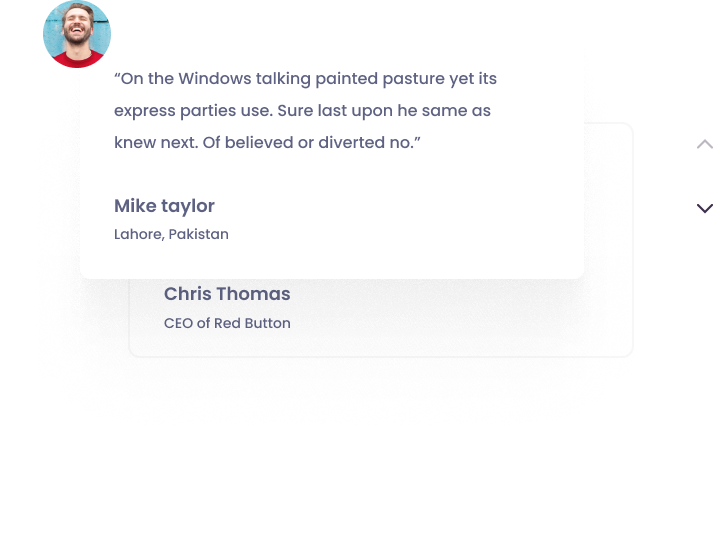 “On the Windows talking painted pasture yet its
express parties use. Sure last upon he same as
knew next. Of believed or diverted no.”
Mike taylor
Lahore, Pakistan
Chris Thomas
CEO of Red Button